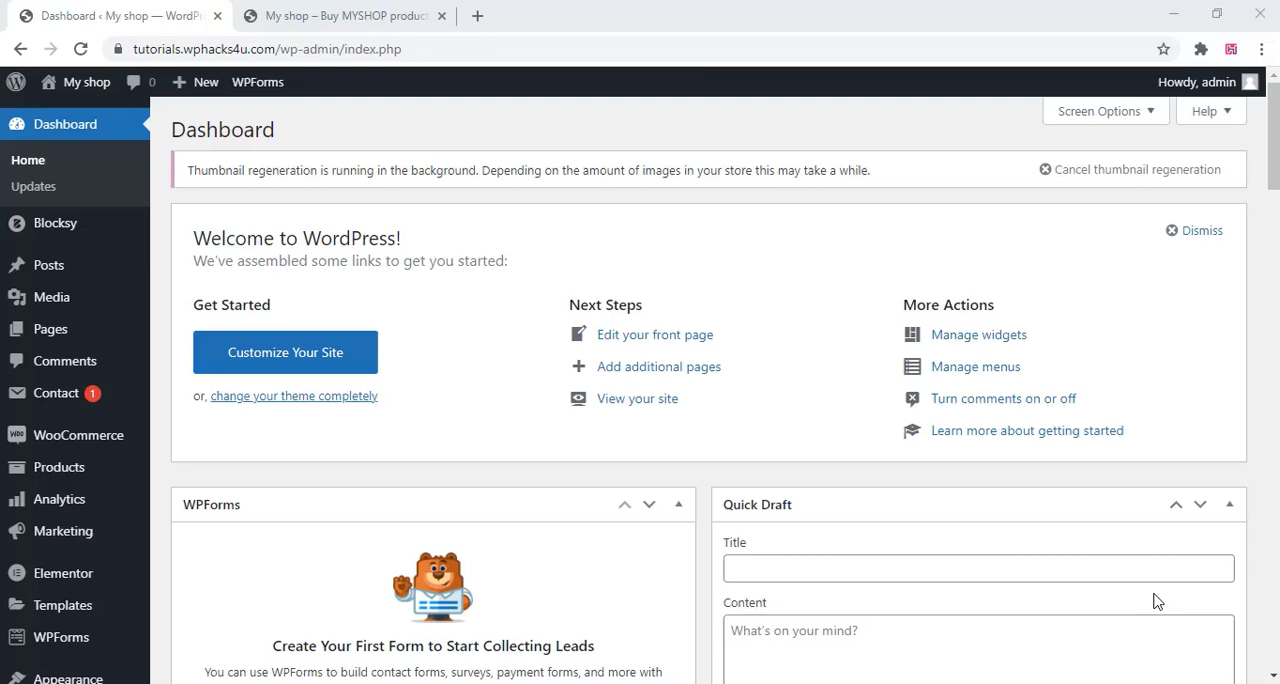 Dashboard ‹ My shop — WordPr
My shop – Buy MYSHOP product
tutorials.wphacks4u.com/wp-admin/index.php
My shop
0
New
WPForms
Howdy, admin
Dashboard
Home
Updates
Blocksy
Posts
Media
Pages
Comments
Contact 1
WooCommerce
Products
Analytics
Marketing
Elementor
Templates
WPForms
Appearance
Screen Options
Help
Dashboard
Thumbnail regeneration is running in the background. Depending on the amount of images in your store this may take a while.
Cancel thumbnail regeneration
Welcome to WordPress!
We've assembled some links to get you started:
Dismiss
Get Started
Customize Your Site
or, change your theme completely
Next Steps
Edit your front page
Add additional pages
View your site
More Actions
Manage widgets
Manage menus
Turn comments on or off
Learn more about getting started
WPForms
Create Your First Form to Start Collecting Leads
You can use WPForms to build contact forms, surveys, payment forms, and more with
Quick Draft
Title
Content
What's on your mind?